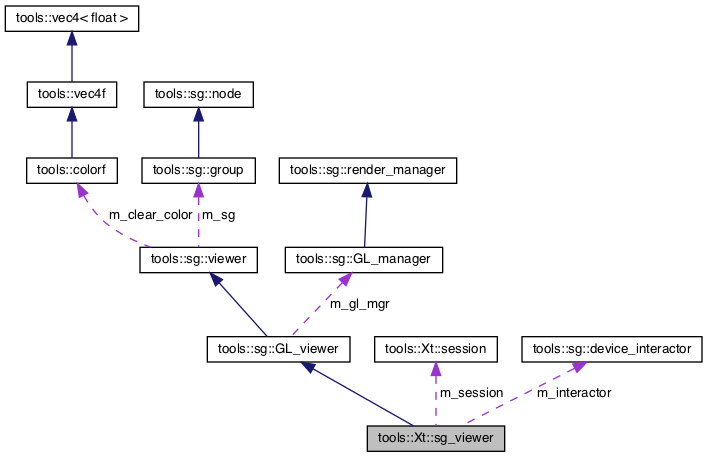 tools::vec4< float >
tools::vec4f
tools::sg::node
tools::colorf
tools::sg::group
tools::sg::render_manager
m_clear_color
m_sg
tools::sg::viewer
tools::sg::GL_manager
m_gl_mgr
tools::sg::GL_viewer
tools::Xt::session
tools::sg::device_interactor
m_session
m_interactor
tools::Xt::sg_viewer